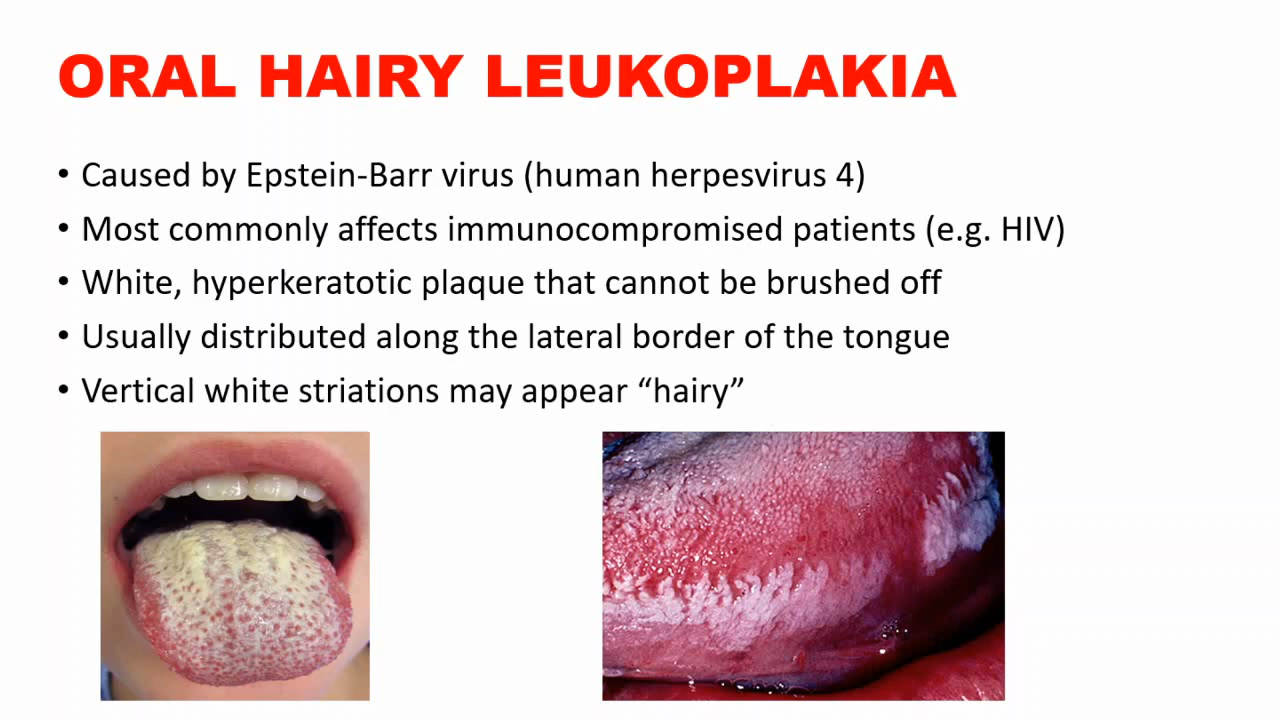 ORAL HAIRY LEUKOPLAKIA
• Caused by Epstein-Barr virus (human herpesvirus 4)
• Most commonly affects immunocompromised patients (e.g. HIV)
• White, hyperkeratotic plaque that cannot be brushed off
• Usually distributed along the lateral border of the tongue
• Vertical white striations may appear “hairy”